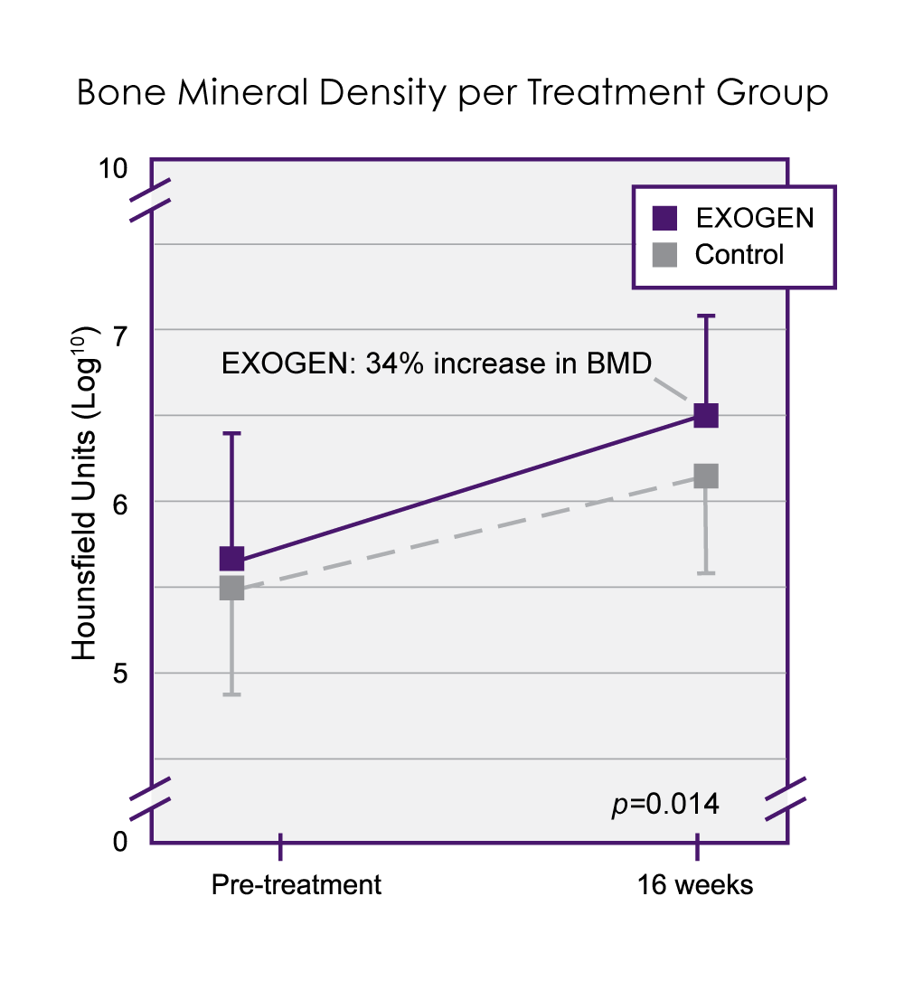 Bone Mineral Density per Treatment Group
10
EXOGEN
Control
7
EXOGEN: 34% increase in BMD
Hounsfield Units (Log¹⁰)
6
5
p=0.014
0
Pre-treatment
16 weeks